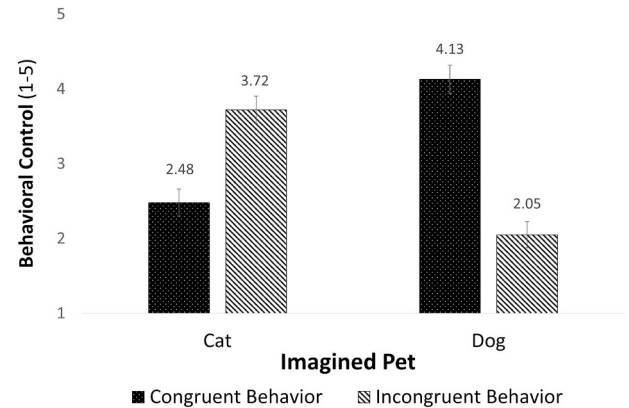 5
4.13
4
3.72
3
2.48
2
2.05
1
Behavioral Control (1-5)
Cat
Dog
Imagined Pet
Congruent Behavior
Incongruent Behavior